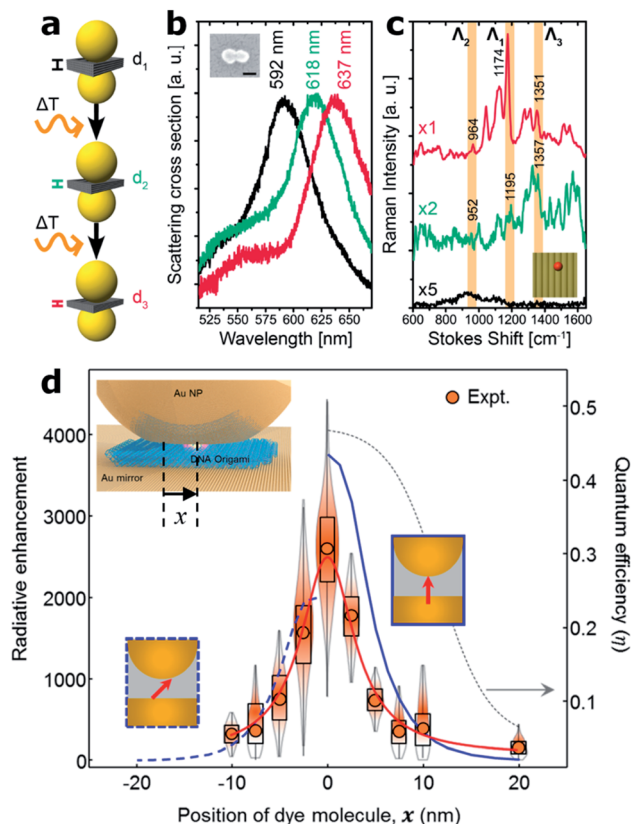 a
H
d₁
ΔT
H
d₂
ΔT
H
d₃
b
592 nm
618 nm
637 nm
Scattering cross section [a. u.]
525 550 575 600 625 650
Wavelength [nm]
c
Λ₂ Λ₁ Λ₃
1174
964
1351
x1
1357
1195
952
x2
x5
Raman Intensity [a. u.]
600 800 1000 1200 1400 1600
Stokes Shift [cm⁻¹]
d
Au NP
DNA Origami
Au mirror
x
Expt.
Radiative enhancement
4000
3000
2000
1000
0
0.5
0.4
0.3
0.2
0.1
Quantum efficiency (η)
-20 -10 0 10 20
Position of dye molecule, x (nm)